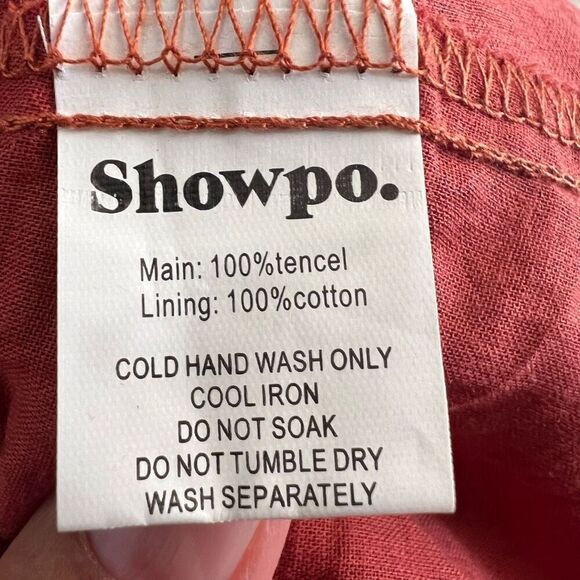 Showpo.
Main: 100%tencel
Lining: 100%cotton
COLD HAND WASH ONLY
COOL IRON
DO NOT SOAK
DO NOT TUMBLE DRY
WASH SEPARATELY